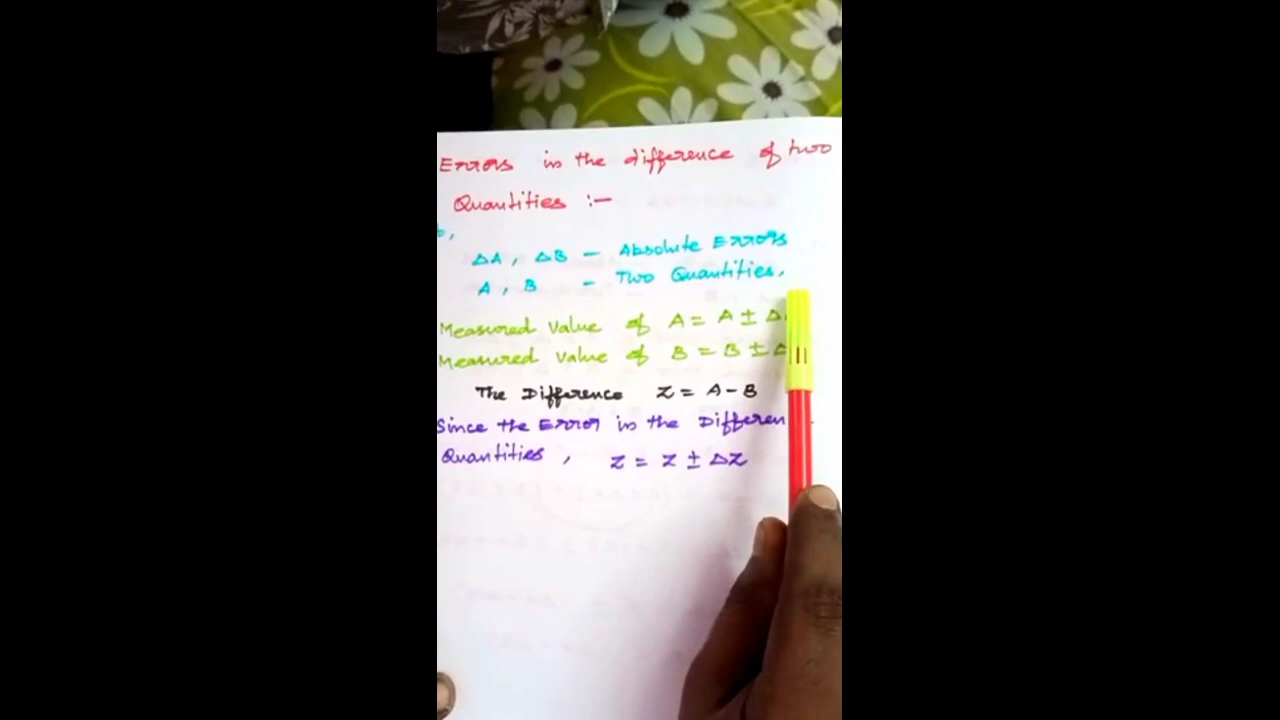 Errors in the difference of two
Quantities :-
ΔA, ΔB - Absolute Errors
A, B - Two Quantities.
Measured Value of A = A ± Δ
Measured Value of B = B ± Δ
The Difference Z = A - B
Since the Error in the Differen
Quantities, Z = Z ± ΔZ